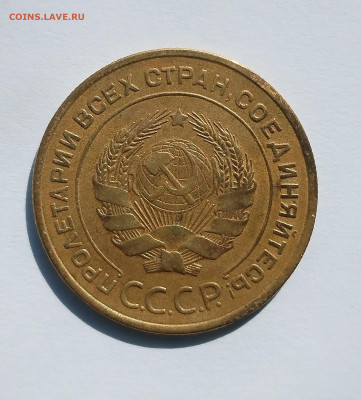 COINS.LAVE.RU
ПРОЛЕТАРИИ ВСЕХ СТРАН, СОЕДИНЯЙТЕСЬ!
С.С.С.Р.